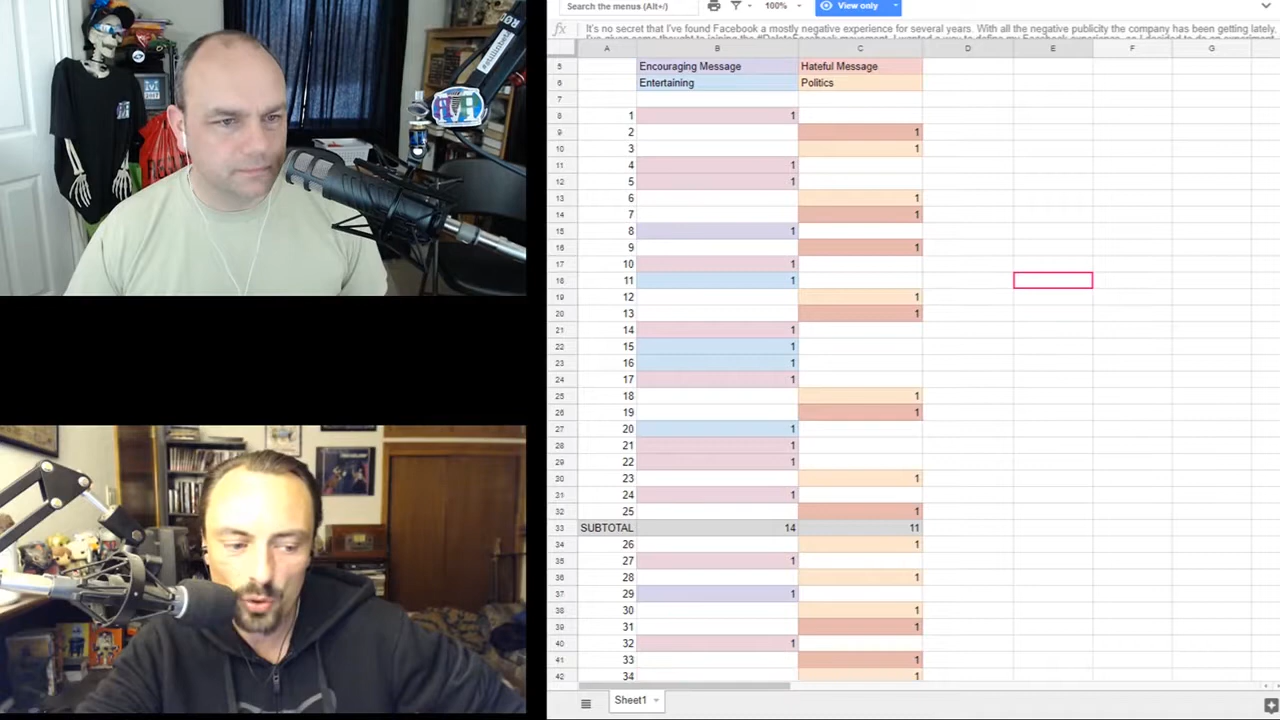 Search the menus (Alt+/)
100%
View only
fx It's no secret that I've found Facebook a mostly negative experience for several years. With all the negative publicity the company has been getting lately,
A B C D E F G
5 Encouraging Message Hateful Message
6 Entertaining Politics
7
8 1 1
9 2 1
10 3 1
11 4 1
12 5 1
13 6 1
14 7 1
15 8 1
16 9 1
17 10 1
18 11 1
19 12 1
20 13 1
21 14 1
22 15 1
23 16 1
24 17 1
25 18 1
26 19 1
27 20 1
28 21 1
29 22 1
30 23 1
31 24 1
32 25 1
33 SUBTOTAL 14 11
34 26 1
35 27 1
36 28 1
37 29 1
38 30 1
39 31 1
40 32 1
41 33 1
42 34 1
Sheet1